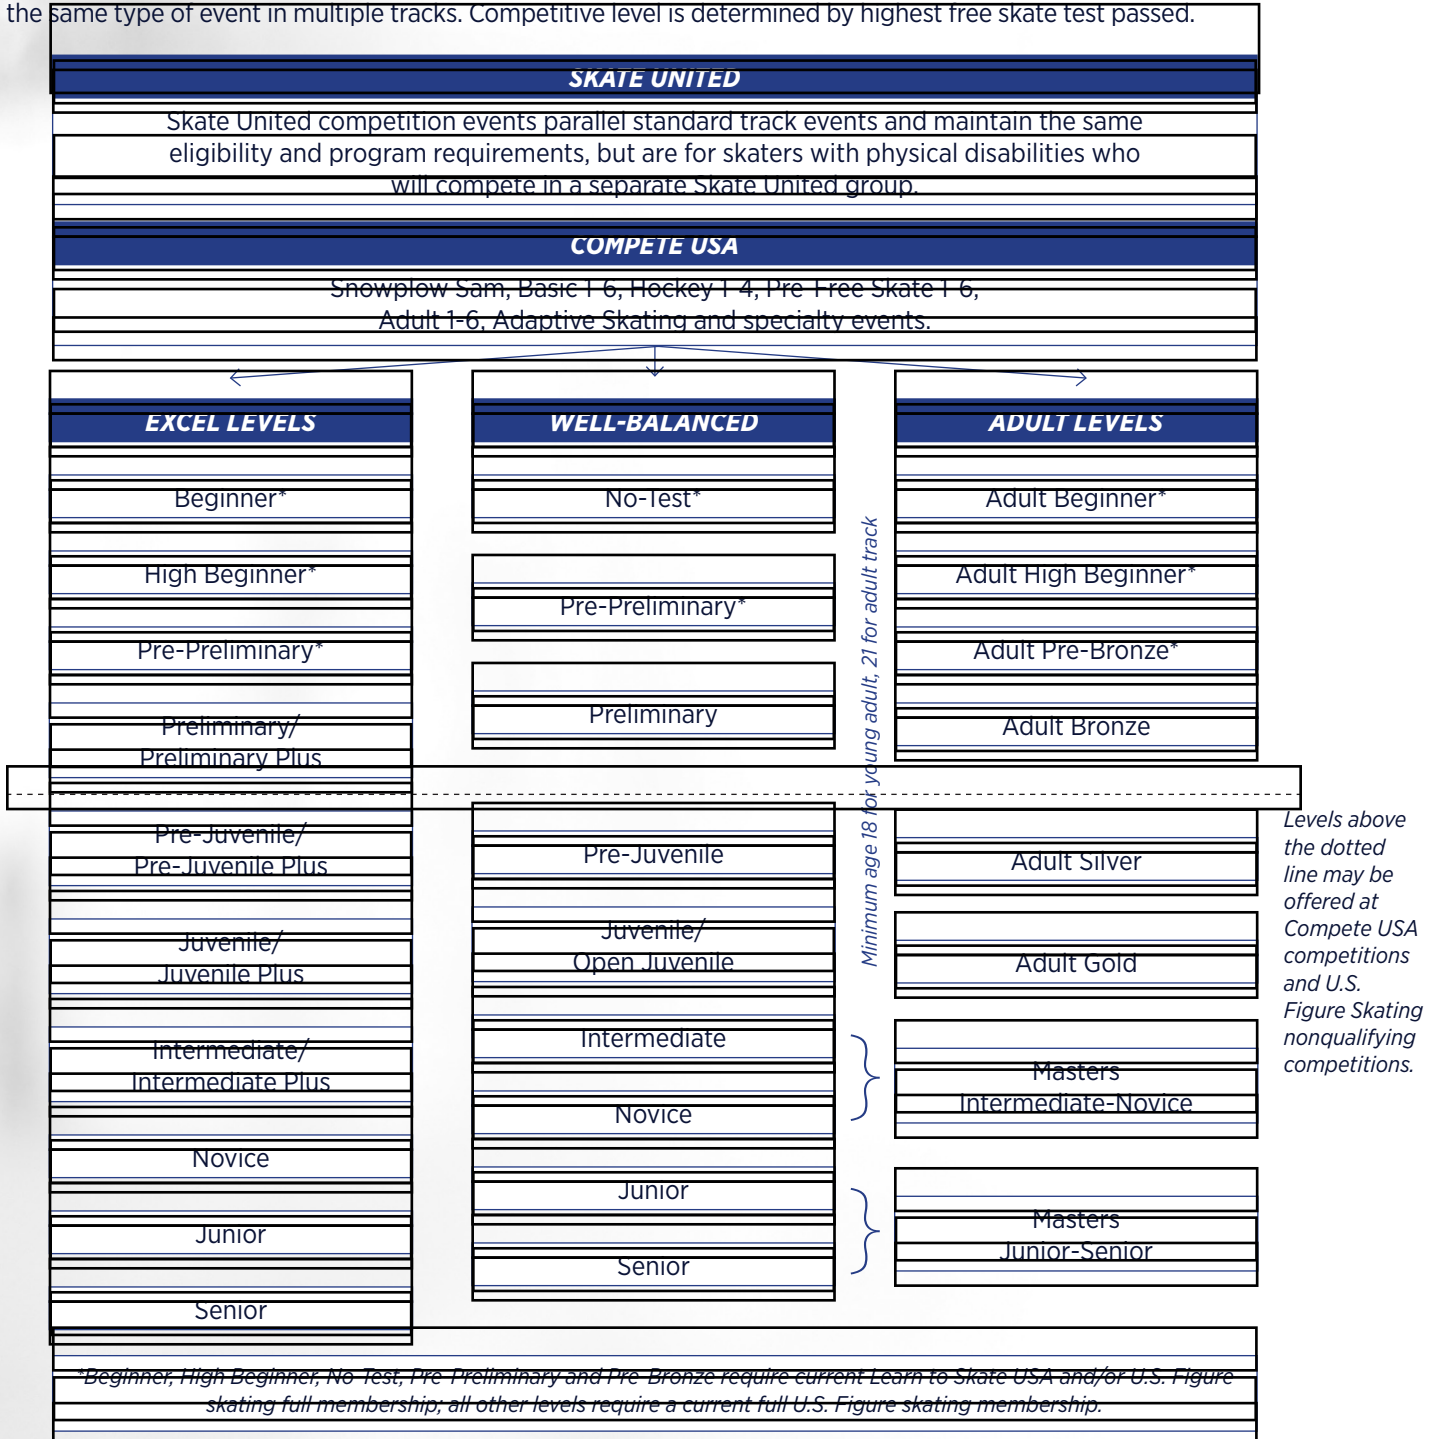 the same type of event in multiple tracks. Competitive level is determined by highest free skate test passed.
SKATE UNITED
Skate United competition events parallel standard track events and maintain the same
eligibility and program requirements, but are for skaters with physical disabilities who
will compete in a separate Skate United group.
COMPETE USA
Snowplow Sam, Basic 1-6, Hockey 1-4, Pre-Free Skate 1-6,
Adult 1-6, Adaptive Skating and specialty events.
EXCEL LEVELS
Beginner*
High Beginner*
Pre-Preliminary*
Preliminary/
Preliminary Plus
Pre-Juvenile/
Pre-Juvenile Plus
Juvenile/
Juvenile Plus
Intermediate/
Intermediate Plus
Novice
Junior
Senior
WELL-BALANCED
No-Test*
Pre-Preliminary*
Preliminary
Pre-Juvenile
Juvenile/
Open Juvenile
Intermediate
Novice
Junior
Senior
Minimum age 18 for young adult, 21 for adult track
ADULT LEVELS
Adult Beginner*
Adult High Beginner*
Adult Pre-Bronze*
Adult Bronze
Adult Silver
Adult Gold
Masters
Intermediate-Novice
Masters
Junior-Senior
Levels above
the dotted
line may be
offered at
Compete USA
competitions
and U.S.
Figure Skating
nonqualifying
competitions.
*Beginner, High Beginner, No-Test, Pre-Preliminary and Pre-Bronze require current Learn to Skate USA and/or U.S. Figure
skating full membership; all other levels require a current full U.S. Figure skating membership.